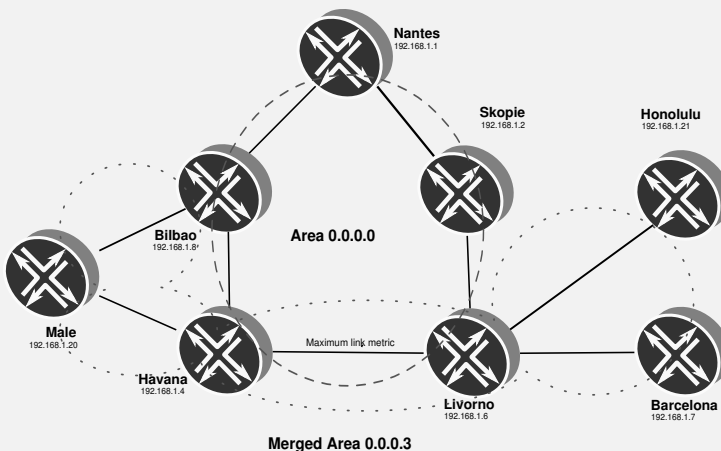 Nantes
192.168.1.1
Skopie
192.168.1.2
Honolulu
192.168.1.21
Bilbao
192.168.1.8
Area 0.0.0.0
Male
192.168.1.20
Maximum link metric
Havana
192.168.1.4
Livorno
192.168.1.6
Barcelona
192.168.1.7
Merged Area 0.0.0.3